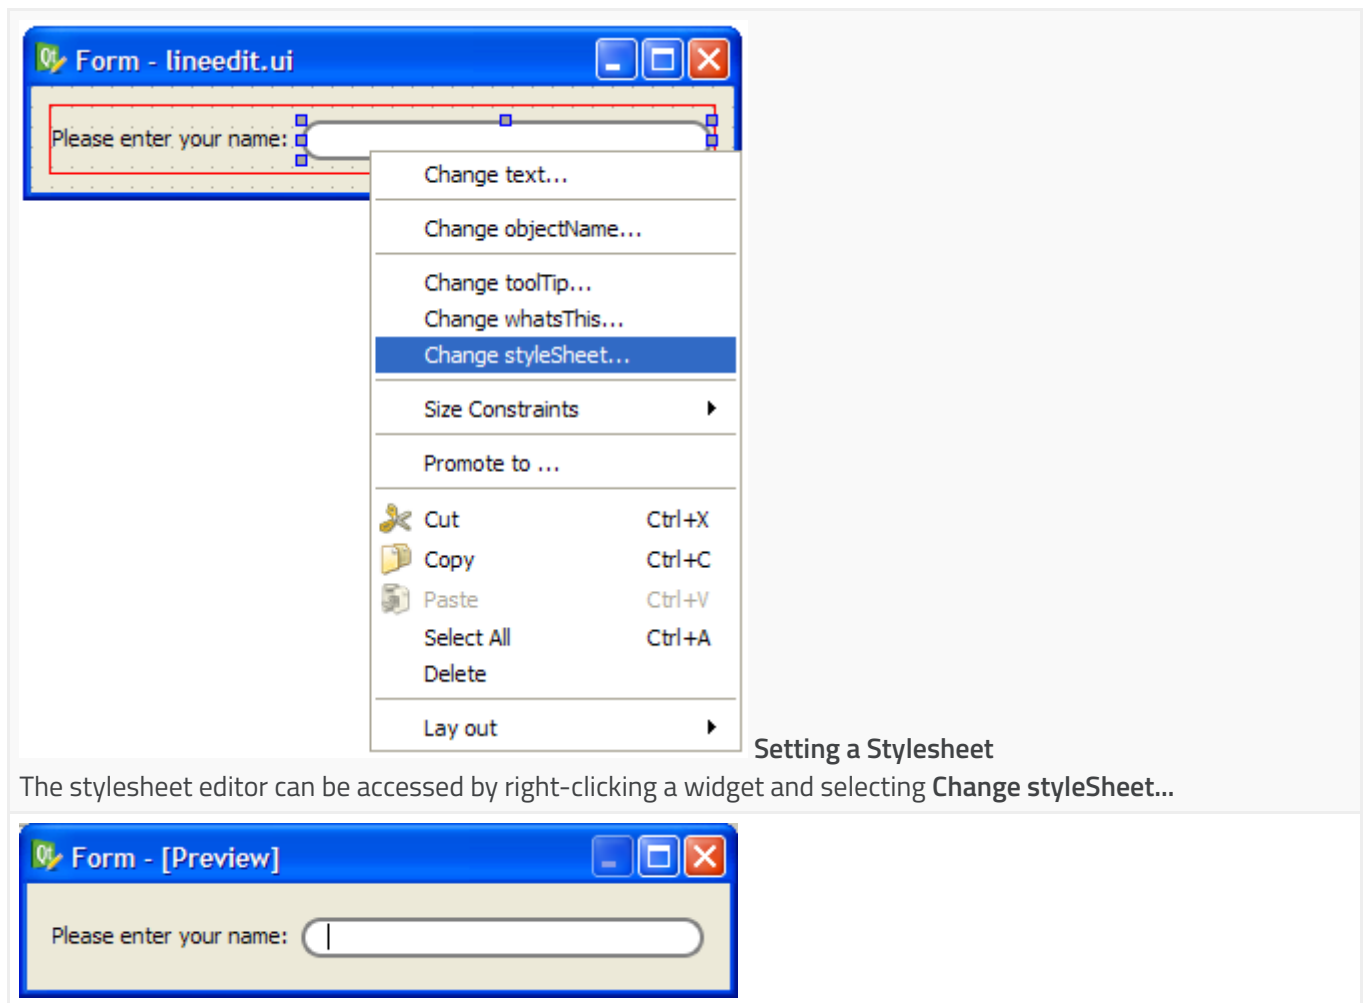 Form - lineedit.ui
Please enter your name:
Change text...
Change objectName...
Change toolTip...
Change whatsThis...
Change styleSheet...
Size Constraints
Promote to ...
Cut Ctrl+X
Copy Ctrl+C
Paste Ctrl+V
Select All Ctrl+A
Delete
Lay out
Setting a Stylesheet
The stylesheet editor can be accessed by right-clicking a widget and selecting Change styleSheet...
Form - [Preview]
Please enter your name: